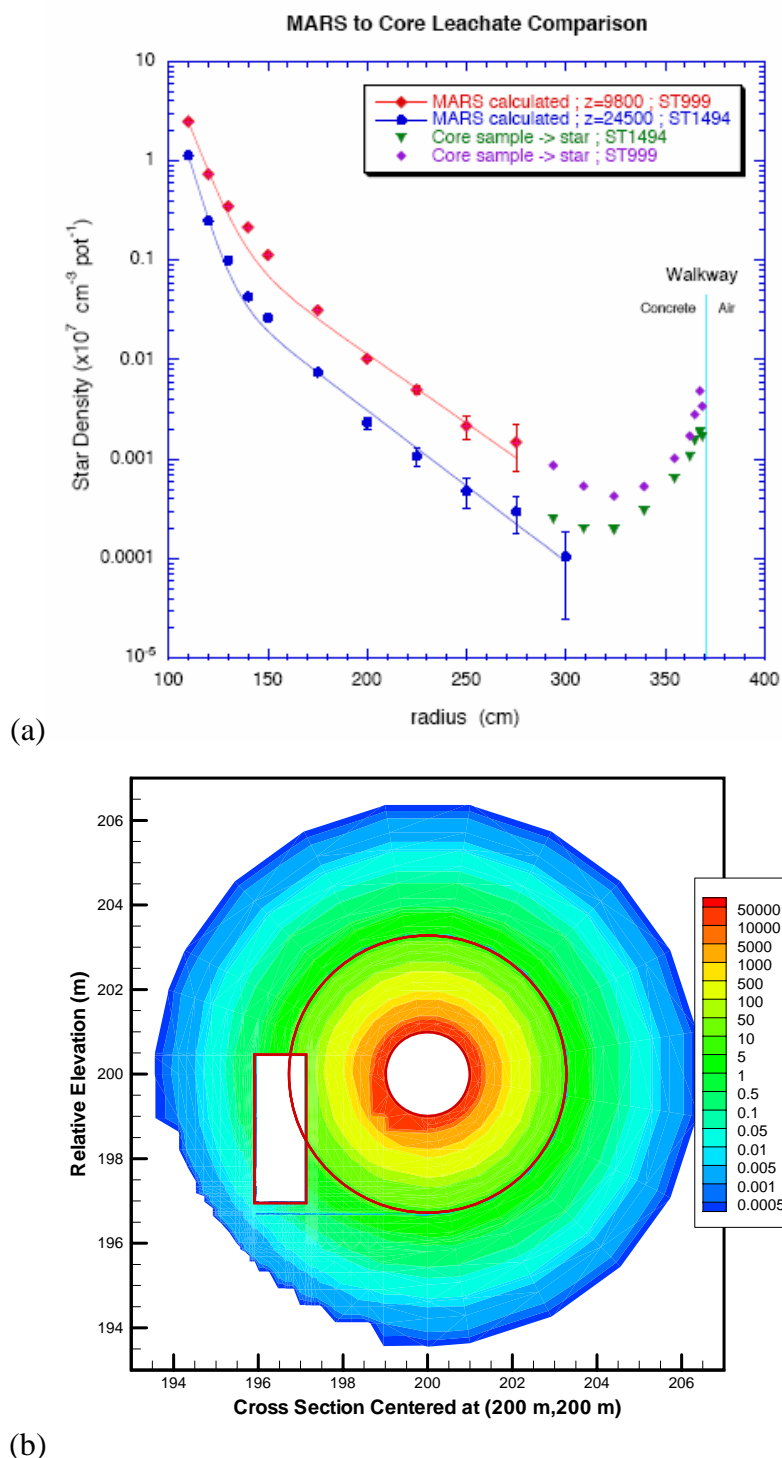 MARS to Core Leachate Comparison
10
MARS calculated ; z=9800 ; ST999
MARS calculated ; z=24500 ; ST1494
Core sample -> star ; ST1494
Core sample -> star ; ST999
1
0.1
Walkway
Concrete Air
0.01
0.001
0.0001
10⁻⁵
Star Density (x10⁷ cm⁻³ pot⁻¹)
100 150 200 250 300 350 400
radius (cm)
(a)
206
204
202
200
198
196
194
Relative Elevation (m)
50000
10000
5000
1000
500
100
50
10
5
1
0.5
0.1
0.05
0.01
0.005
0.001
0.0005
194 196 198 200 202 204 206
Cross Section Centered at (200 m,200 m)
(b)